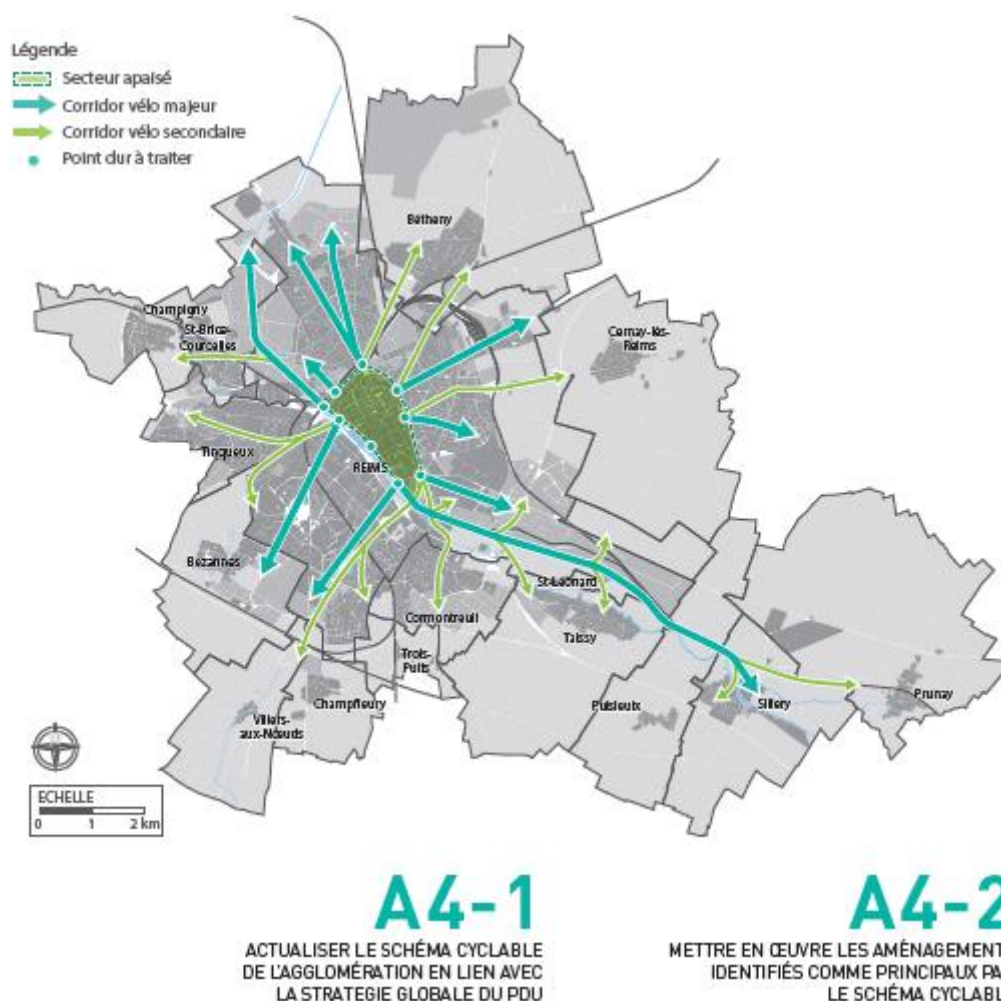 Légende
Secteur apaisé
Corridor vélo majeur
Corridor vélo secondaire
Point dur à traiter
Bétheny
Champigny
St-Brice-
Courcelles
Cernay-lès-
Reims
Tinqueux
REIMS
Bezannes
St-Léonard
Cormontreuil
Taissy
Trois-
Puits
Champfleury
Villers-
aux-Nœuds
Puisieulx
Sillery
Prunay
ECHELLE
0 1 2 km
A4-1
ACTUALISER LE SCHÉMA CYCLABLE
DE L'AGGLOMÉRATION EN LIEN AVEC
LA STRATEGIE GLOBALE DU PDU
A4-2
METTRE EN ŒUVRE LES AMÉNAGEMENT
IDENTIFIÉS COMME PRINCIPAUX PA
LE SCHÉMA CYCLABL